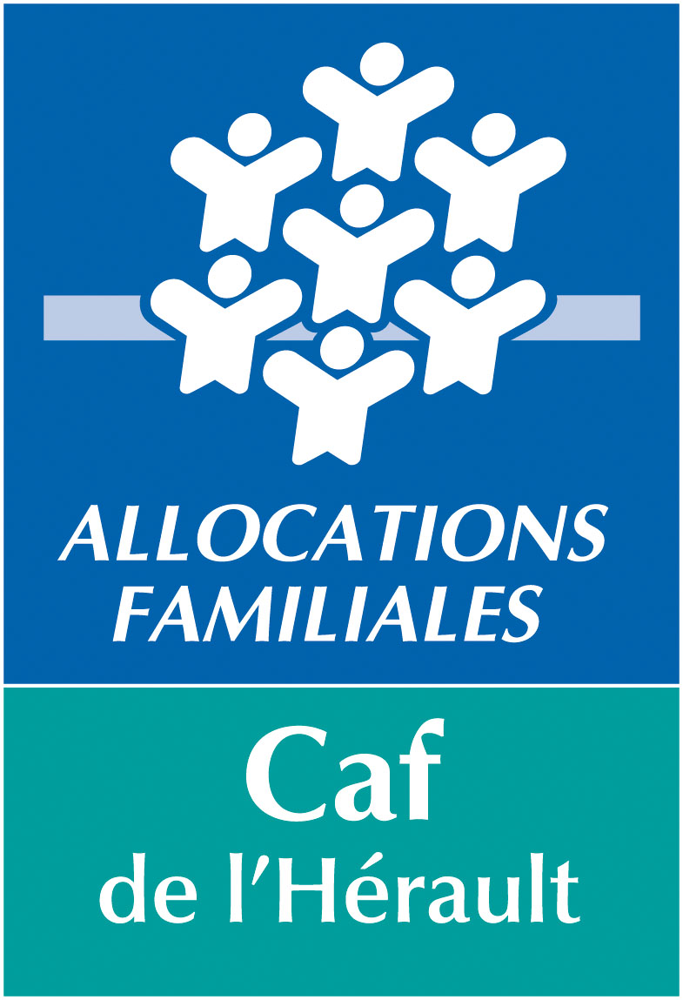 ALLOCATIONS
FAMILIALES
Caf
de l’Hérault